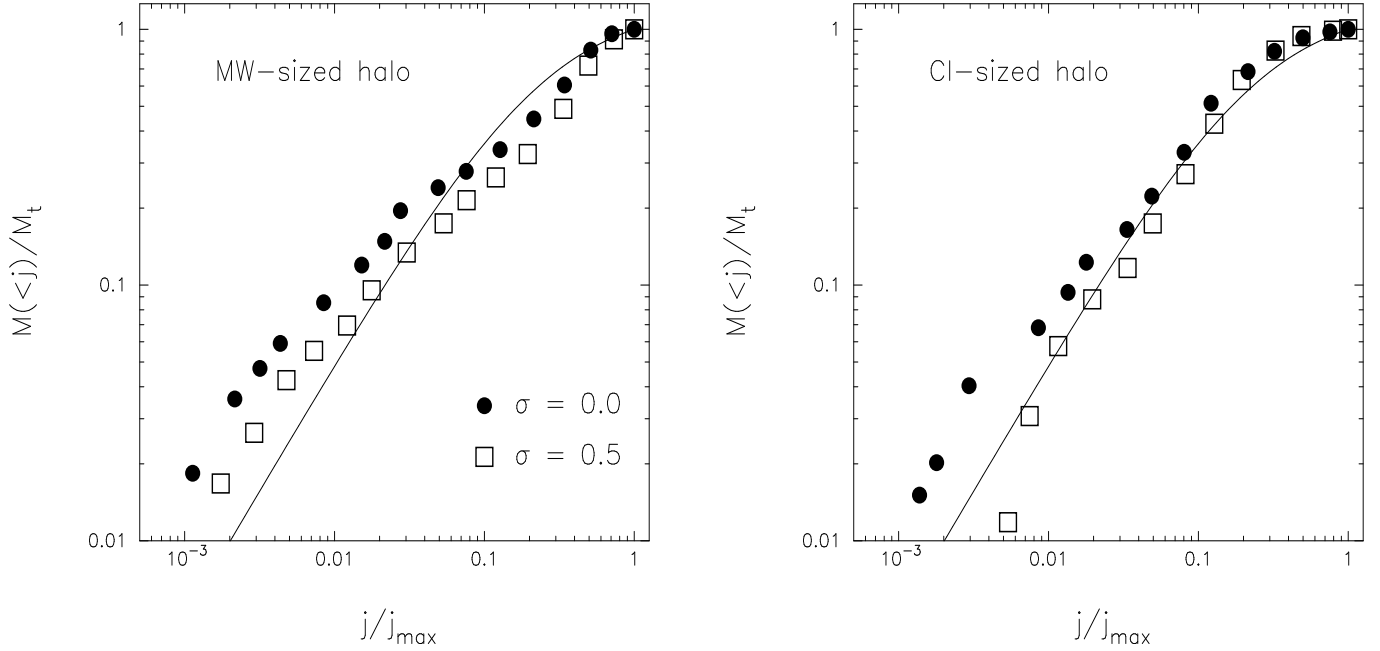 1
MW-sized halo
0.1
M(<j)/M_t
σ = 0.0
σ = 0.5
0.01
10⁻³ 0.01 0.1 1
j/j_max
1
Cl-sized halo
0.1
M(<j)/M_t
0.01
10⁻³ 0.01 0.1 1
j/j_max